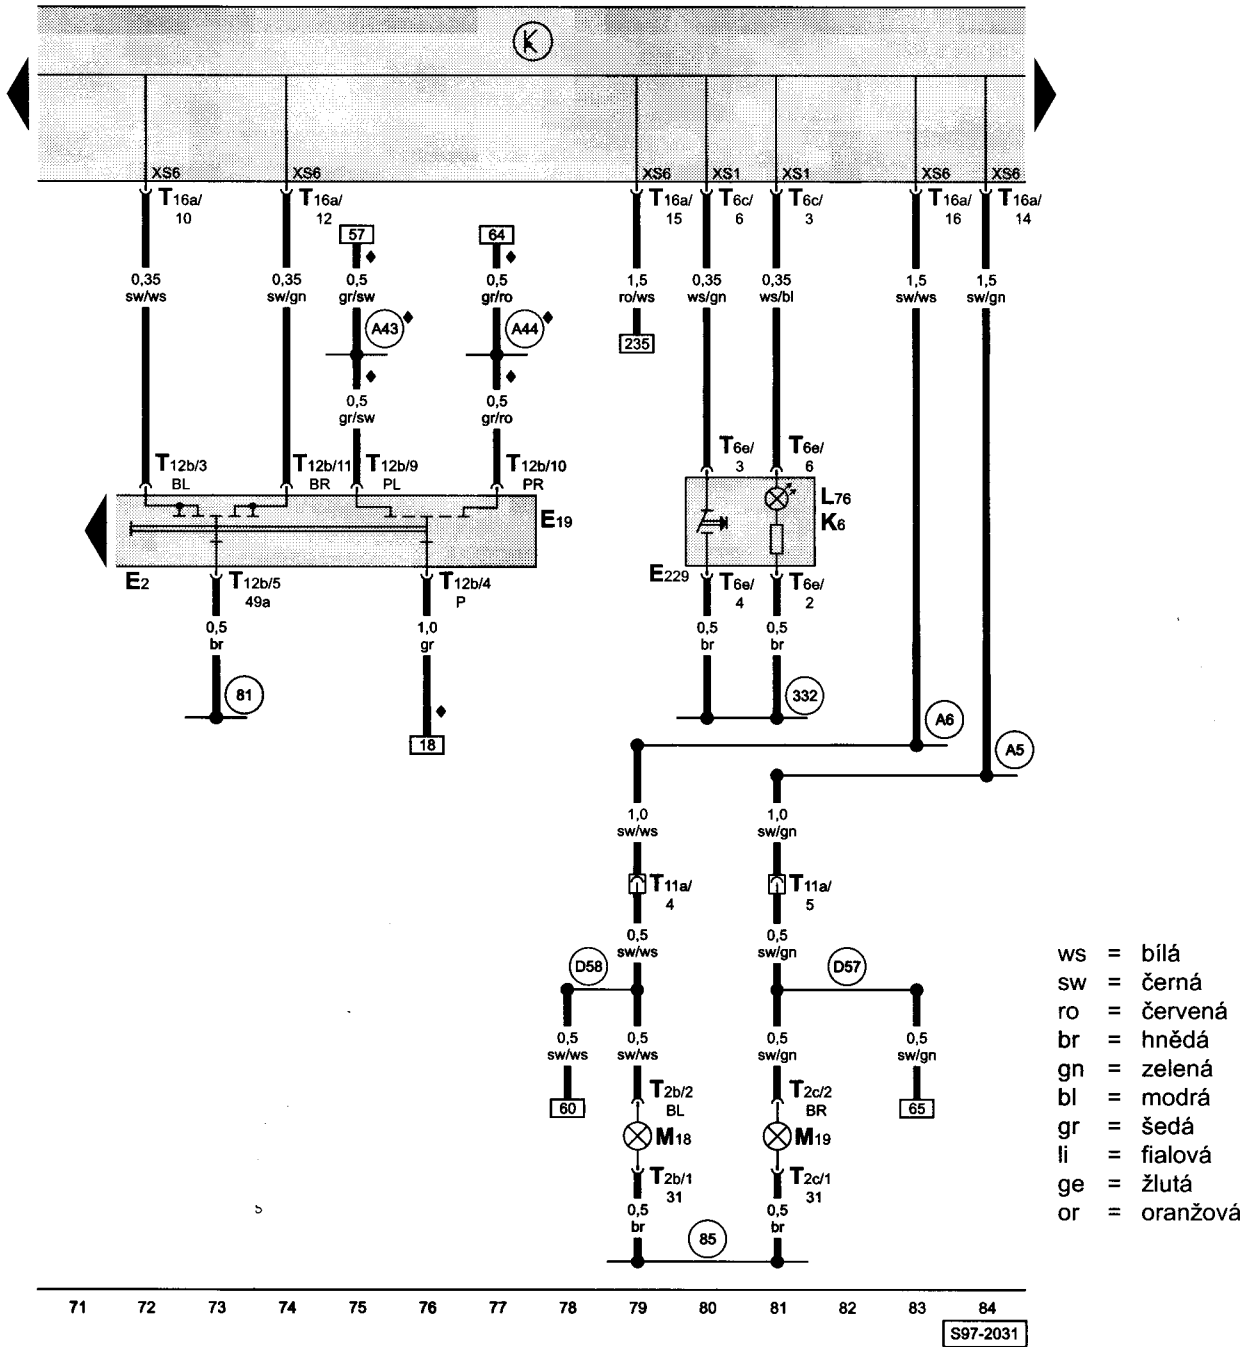 K
XS6 XS6 XS6 XS1 XS1 XS6 XS6
T16a/ T16a/ T16a/ T6c/ T6c/ T16a/ T16a/
10 12 15 6 3 16 14
57 64
0,35 0,35 0,5 0,5 1,5 0,35 0,35 1,5 1,5
sw/ws sw/gn gr/sw gr/ro ro/ws ws/gn ws/bl sw/ws sw/gn
A43 A44
235
0,5 0,5
gr/sw gr/ro
T6e/ T6e/
3 6
T12b/3 T12b/11 T12b/9 T12b/10
BL BR PL PR
L76
E19 K6
E2 T12b/5 T12b/4 E229 T6e/ T6e/
49a P 4 2
0,5 1,0 0,5 0,5
br gr br br
81 332
A6
18 A5
1,0 1,0
sw/ws sw/gn
T11a/ T11a/
4 5
0,5 0,5
sw/ws sw/gn
D58 D57
0,5 0,5 0,5 0,5
sw/ws sw/ws sw/gn sw/gn
T2b/2 T2c/2
60 BL BR 65
M18 M19
T2b/1 T2c/1
31 31
0,5 0,5
br br
85
ws = bílá
sw = černá
ro = červená
br = hnědá
gn = zelená
bl = modrá
gr = šedá
li = fialová
ge = žlutá
or = oranžová
71 72 73 74 75 76 77 78 79 80 81 82 83 84
S97-2031